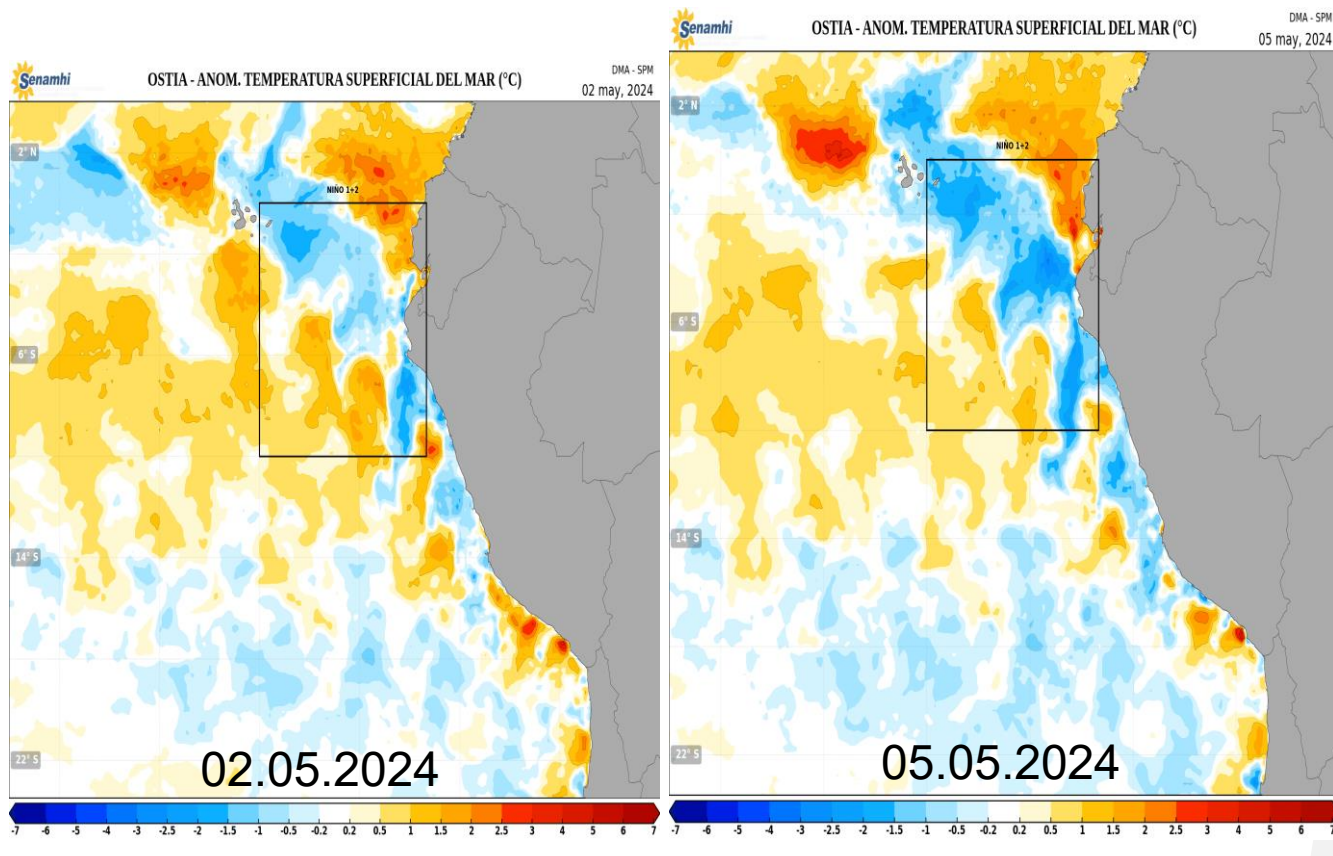 Senamhi
OSTIA - ANOM. TEMPERATURA SUPERFICIAL DEL MAR (°C)
DMA - SPM
02 may, 2024
2° N
NIÑO 1+2
6° S
14° S
22° S
02.05.2024
-7 -6 -5 -4 -3 -2.5 -2 -1.5 -1 -0.5 -0.2 0.2 0.5 1 1.5 2 2.5 3 4 5 6 7
Senamhi
OSTIA - ANOM. TEMPERATURA SUPERFICIAL DEL MAR (°C)
DMA - SPM
05 may, 2024
2° N
NIÑO 1+2
6° S
14° S
22° S
05.05.2024
-7 -6 -5 -4 -3 -2.5 -2 -1.5 -1 -0.5 -0.2 0.2 0.5 1 1.5 2 2.5 3 4 5 6 7